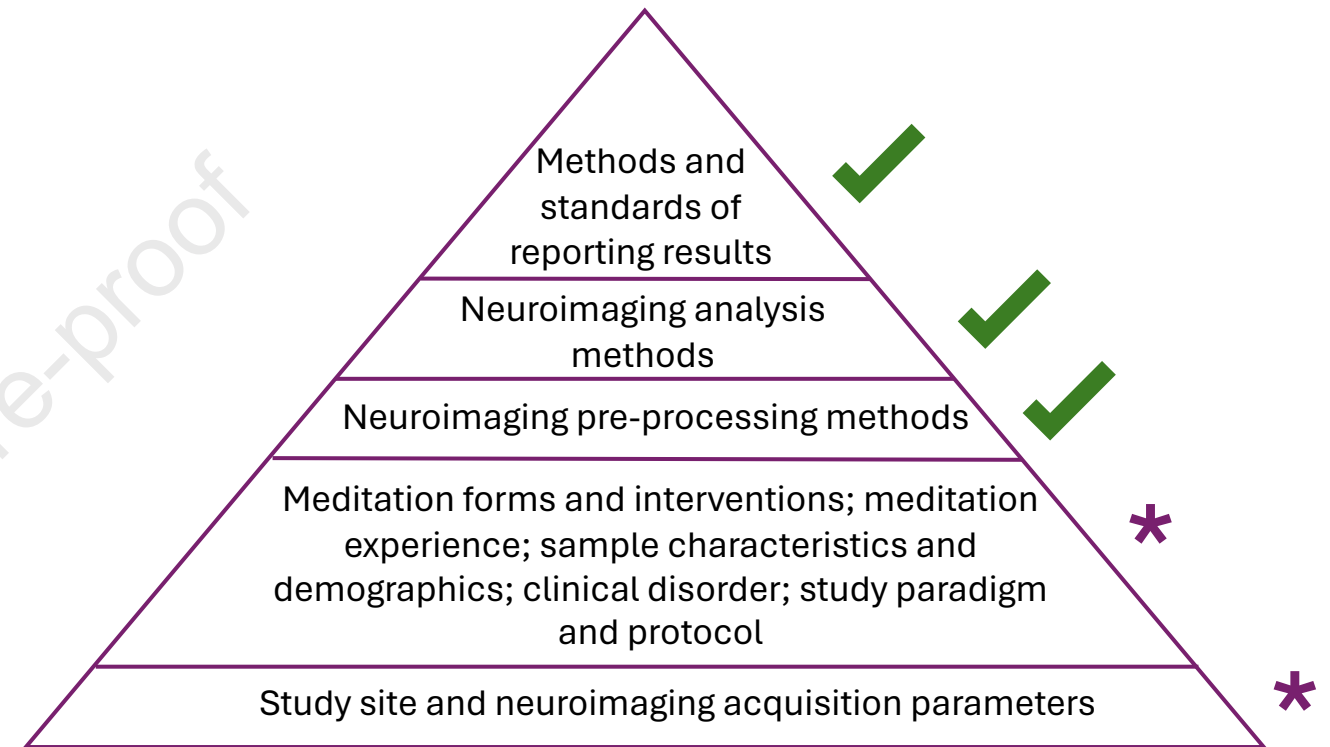 Methods and
standards of
reporting results
Neuroimaging analysis
methods
Neuroimaging pre-processing methods
Meditation forms and interventions; meditation
experience; sample characteristics and
demographics; clinical disorder; study paradigm
and protocol
*
Study site and neuroimaging acquisition parameters
*
e-proof